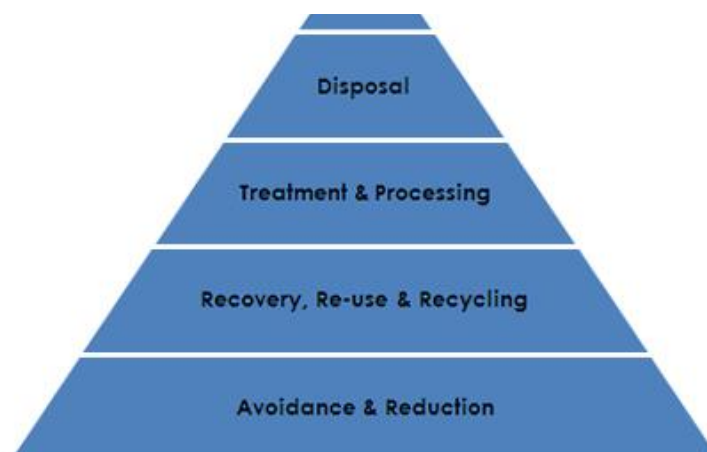 Disposal
Treatment & Processing
Recovery, Re-use & Recycling
Avoidance & Reduction